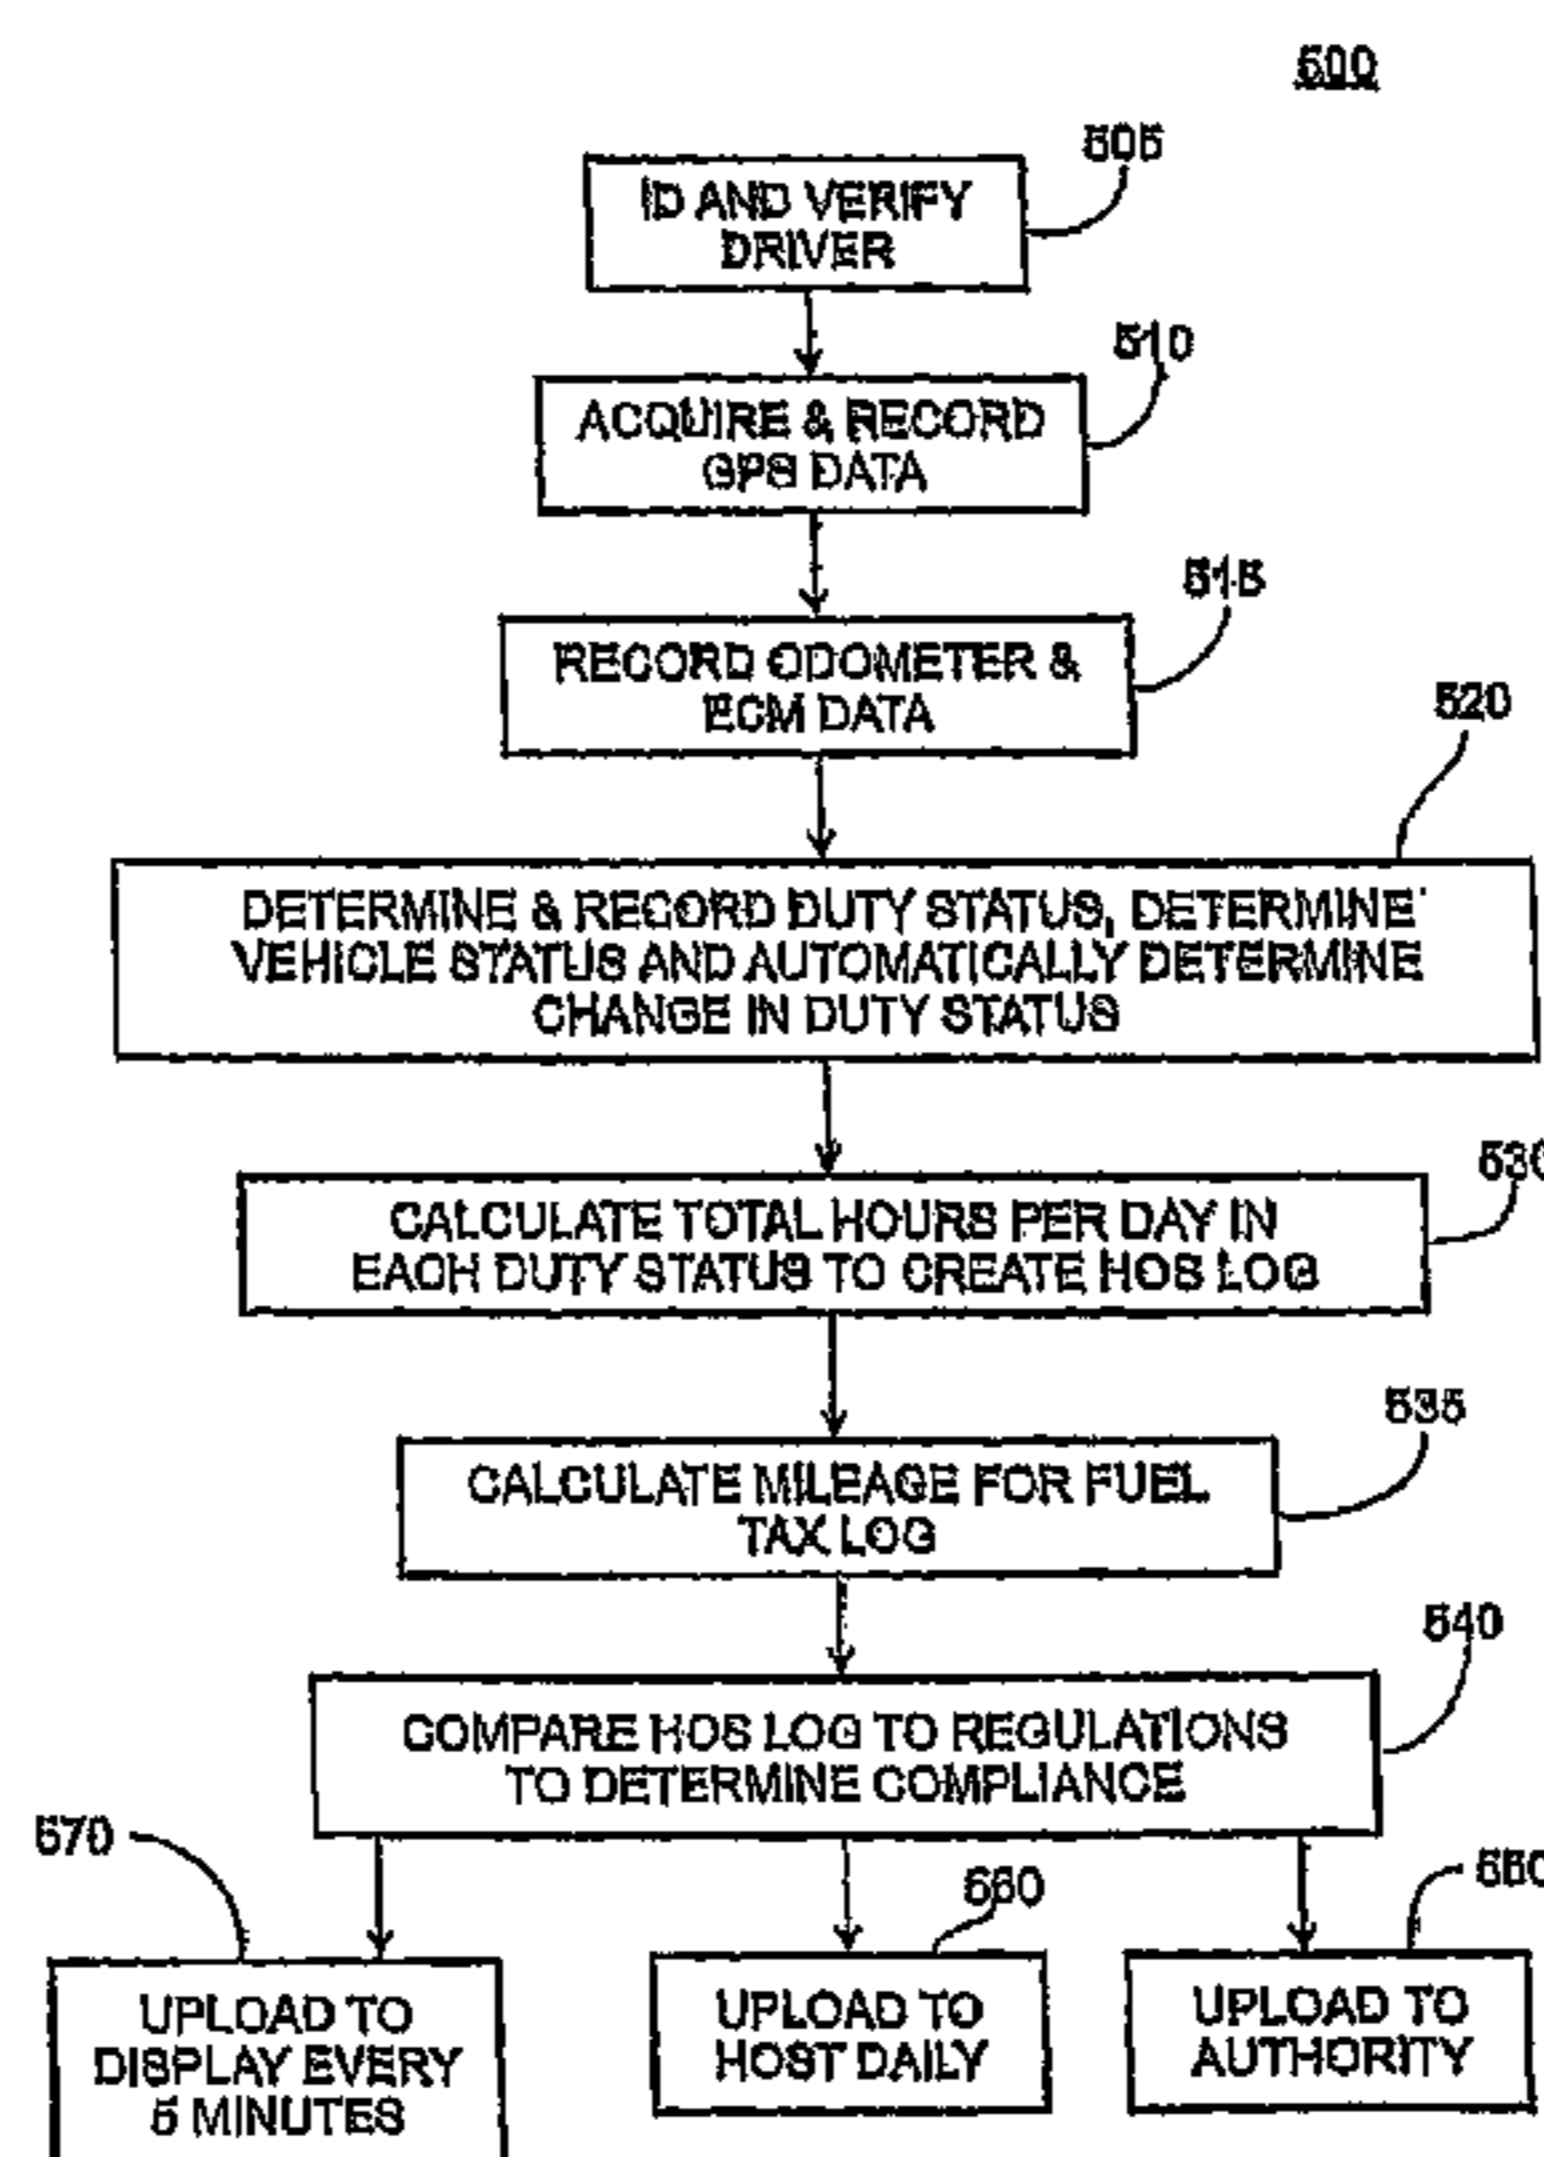 500
505
ID AND VERIFY
DRIVER
510
ACQUIRE & RECORD
GPS DATA
515
RECORD ODOMETER &
ECM DATA
520
DETERMINE & RECORD DUTY STATUS, DETERMINE
VEHICLE STATUS AND AUTOMATICALLY DETERMINE
CHANGE IN DUTY STATUS
530
CALCULATE TOTAL HOURS PER DAY IN
EACH DUTY STATUS TO CREATE HOS LOG
535
CALCULATE MILEAGE FOR FUEL
TAX LOG
540
COMPARE HOS LOG TO REGULATIONS
TO DETERMINE COMPLIANCE
570
UPLOAD TO
DISPLAY EVERY
5 MINUTES
560
UPLOAD TO
HOST DAILY
UPLOAD TO
AUTHORITY